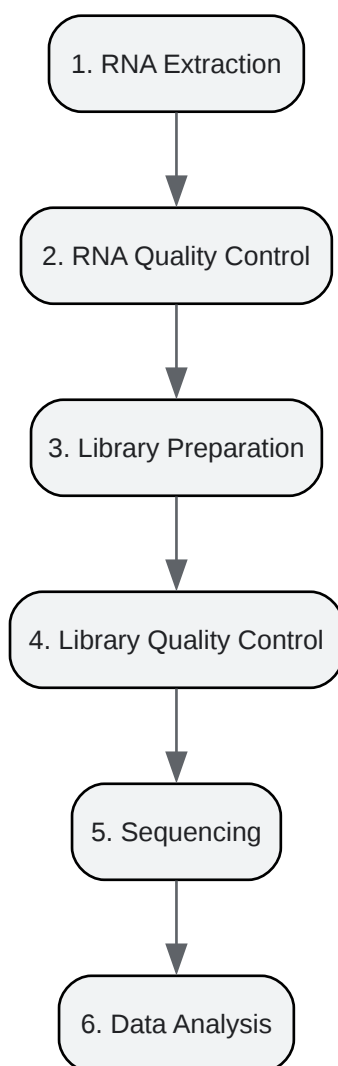 1. RNA Extraction
2. RNA Quality Control
3. Library Preparation
4. Library Quality Control
5. Sequencing
6. Data Analysis